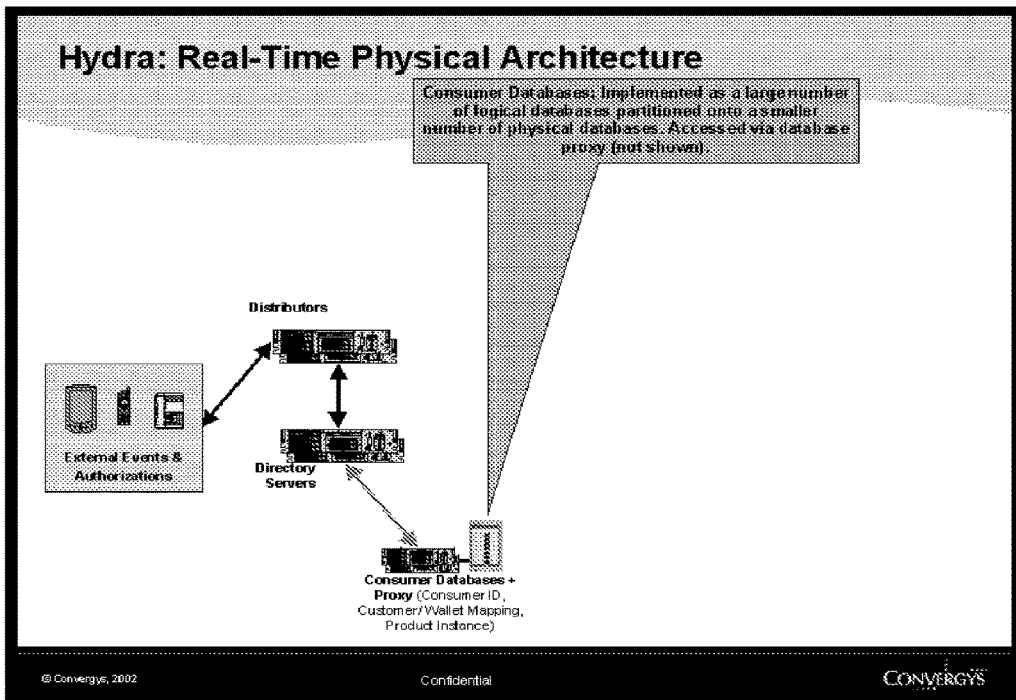 Hydra: Real-Time Physical Architecture
Consumer Databases: Implemented as a large number
of logical databases partitioned onto a smaller
number of physical databases. Accessed via database
proxy (not shown).
Distributors
External Events &
Authorizations
Directory
Servers
Consumer Databases +
Proxy (Consumer ID,
Customer/Wallet Mapping,
Product Instance)
© Convergys, 2002
Confidential
CONVERGYS